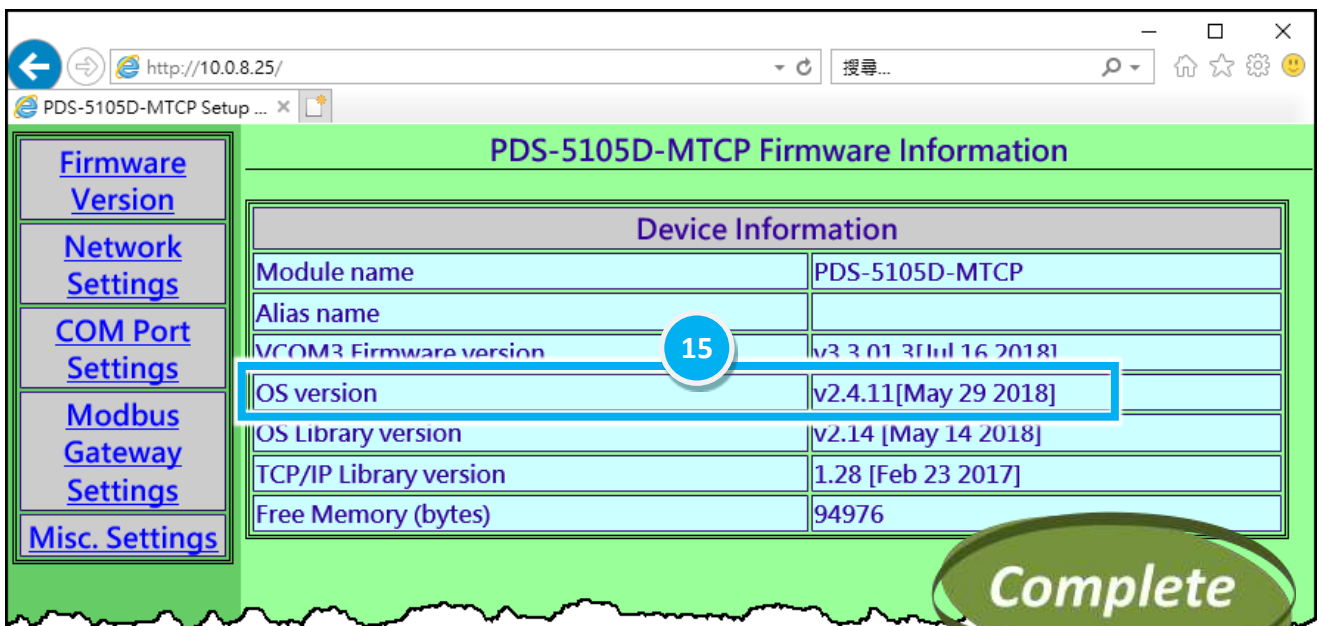 http://10.0.8.25/
搜尋...
PDS-5105D-MTCP Setup ...
Firmware
Version
Network
Settings
COM Port
Settings
Modbus
Gateway
Settings
Misc. Settings
PDS-5105D-MTCP Firmware Information
Device Information
Module name PDS-5105D-MTCP
Alias name
VCOM3 Firmware version v3.3.01.3[Jul 16 2018]
15
OS version v2.4.11[May 29 2018]
OS Library version v2.14 [May 14 2018]
TCP/IP Library version 1.28 [Feb 23 2017]
Free Memory (bytes) 94976
Complete